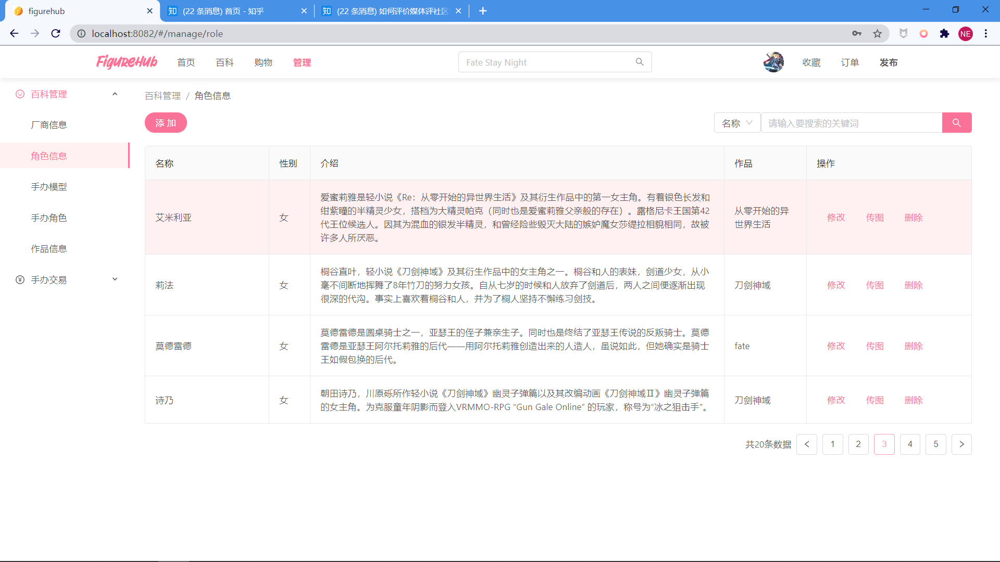 figurehub
知 (22 条消息) 首页 - 知乎
知 (22 条消息) 如何评价媒体评社区
localhost:8082/#/manage/role
NE
FigureHub
首页
百科
购物
管理
Fate Stay Night
收藏
订单
发布
百科管理
厂商信息
角色信息
手办模型
手办角色
作品信息
手办交易
百科管理 / 角色信息
添 加
名称
请输入要搜索的关键词
名称 性别 介绍 作品 操作
艾米利亚
女
爱蜜莉雅是轻小说《Re：从零开始的异世界生活》及其衍生作品中的第一女主角。有着银色长发和
绀紫瞳的半精灵少女，搭档为大精灵帕克（同时也是爱蜜莉雅父亲般的存在）。露格尼卡王国第42
代王位候选人。因其为混血的银发半精灵，和曾经险些毁灭大陆的嫉妒魔女莎缇拉相貌相同，故被
许多人所厌恶。
从零开始的异
世界生活
修改 传图 删除
莉法
女
桐谷直叶，轻小说《刀剑神域》及其衍生作品中的女主角之一。桐谷和人的表妹，剑道少女，从小
毫不间断地挥舞了8年竹刀的努力女孩。自从七岁的时候和人放弃了剑道后，两人之间便逐渐出现
很深的代沟。事实上喜欢着桐谷和人，并为了桐人坚持不懈练习剑技。
刀剑神域
修改 传图 删除
莫德雷德
女
莫德雷德是圆桌骑士之一，亚瑟王的侄子兼亲生子。同时也是终结了亚瑟王传说的反叛骑士。莫德
雷德是亚瑟王阿尔托莉雅的后代——用阿尔托莉雅创造出来的人造人，虽说如此，但她确实是骑士
王如假包换的后代。
fate
修改 传图 删除
诗乃
女
朝田诗乃，川原砾所作轻小说《刀剑神域》幽灵子弹篇以及其改编动画《刀剑神域Ⅱ》幽灵子弹篇
的女主角。为克服童年阴影而登入VRMMO-RPG “Gun Gale Online” 的玩家，称号为“冰之狙击手”。
刀剑神域
修改 传图 删除
共20条数据 < 1 2 3 4 5 >